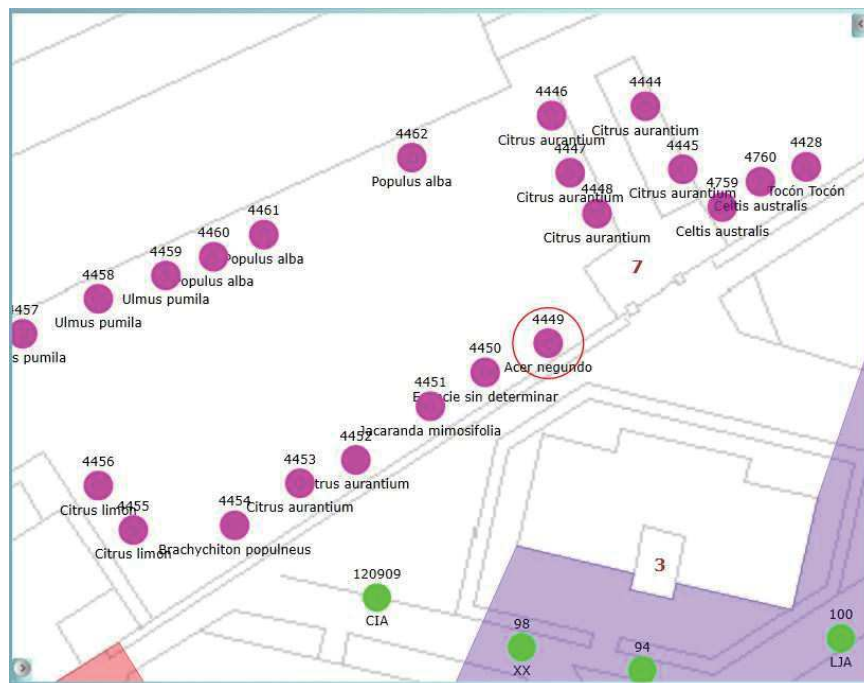 4446
Citrus aurantium
4444
Citrus aurantium
4462
Populus alba
4447
Citrus aurantium
4445
Citrus aurantium
4760
Celtis australis
4428
Tocón Tocón
4448
Citrus aurantium
4759
Celtis australis
4461
Populus alba
4460
Populus alba
4459
Ulmus pumila
4458
Ulmus pumila
4457
s pumila
7
4449
Acer negundo
4450
sin determinar
4451
Jacaranda mimosifolia
4452
trus aurantium
4453
Citrus aurantium
4456
Citrus limon
4455
Citrus limon
4454
Brachychiton populneus
120909
CIA
3
98
XX
94
100
LJA